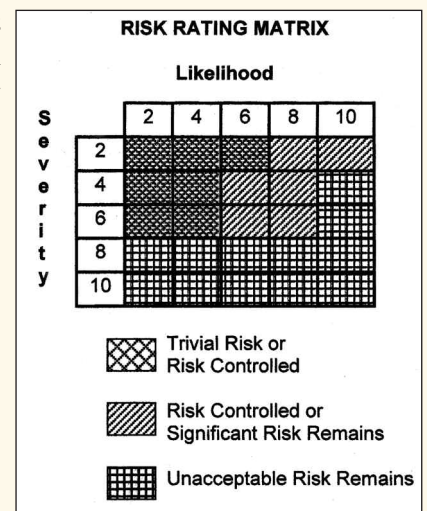 RISK RATING MATRIX
Likelihood
Severity
2 4 6 8 10
2
4
6
8
10
Trivial Risk or
Risk Controlled
Risk Controlled or
Significant Risk Remains
Unacceptable Risk Remains